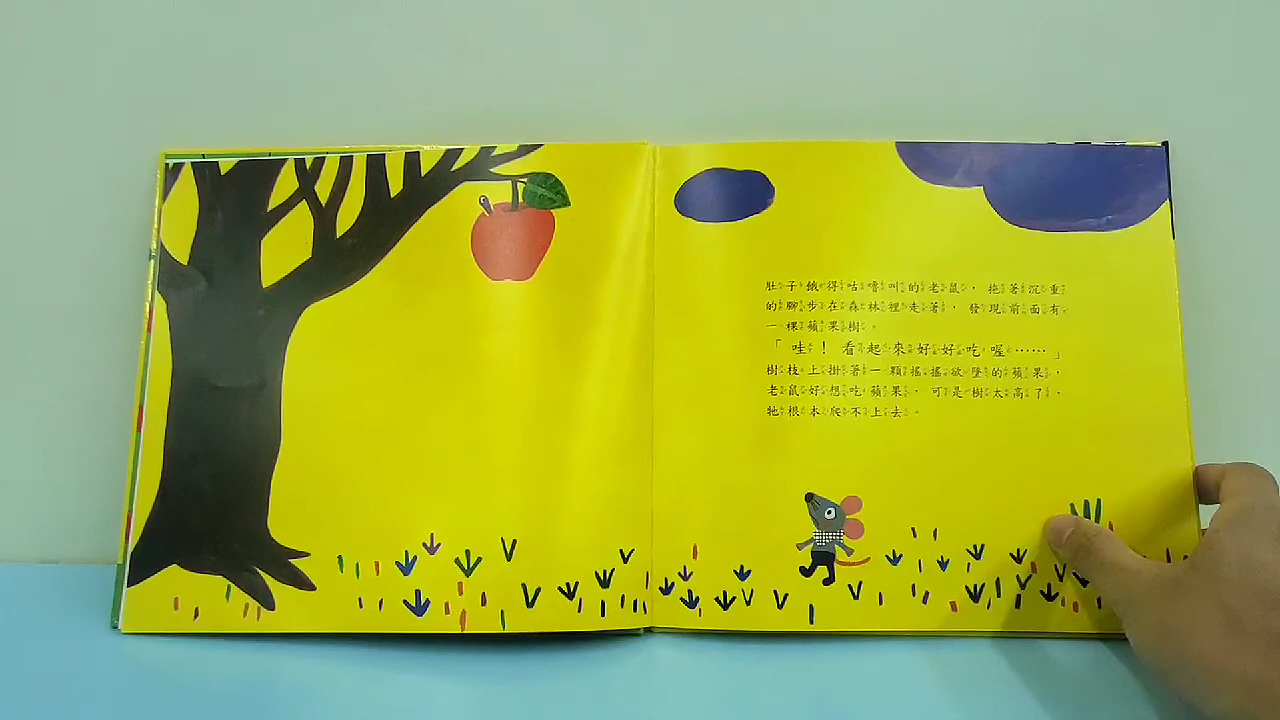 肚子餓得咕嚕叫的老鼠，拖著沉重
的腳步在森林裡走著，發現前面有
一棵蘋果樹。
「哇！看起來好好吃喔……」
樹枝上掛著一顆搖搖欲墜的蘋果，
老鼠好想吃蘋果，可是樹太高了，
牠根本爬不上去。